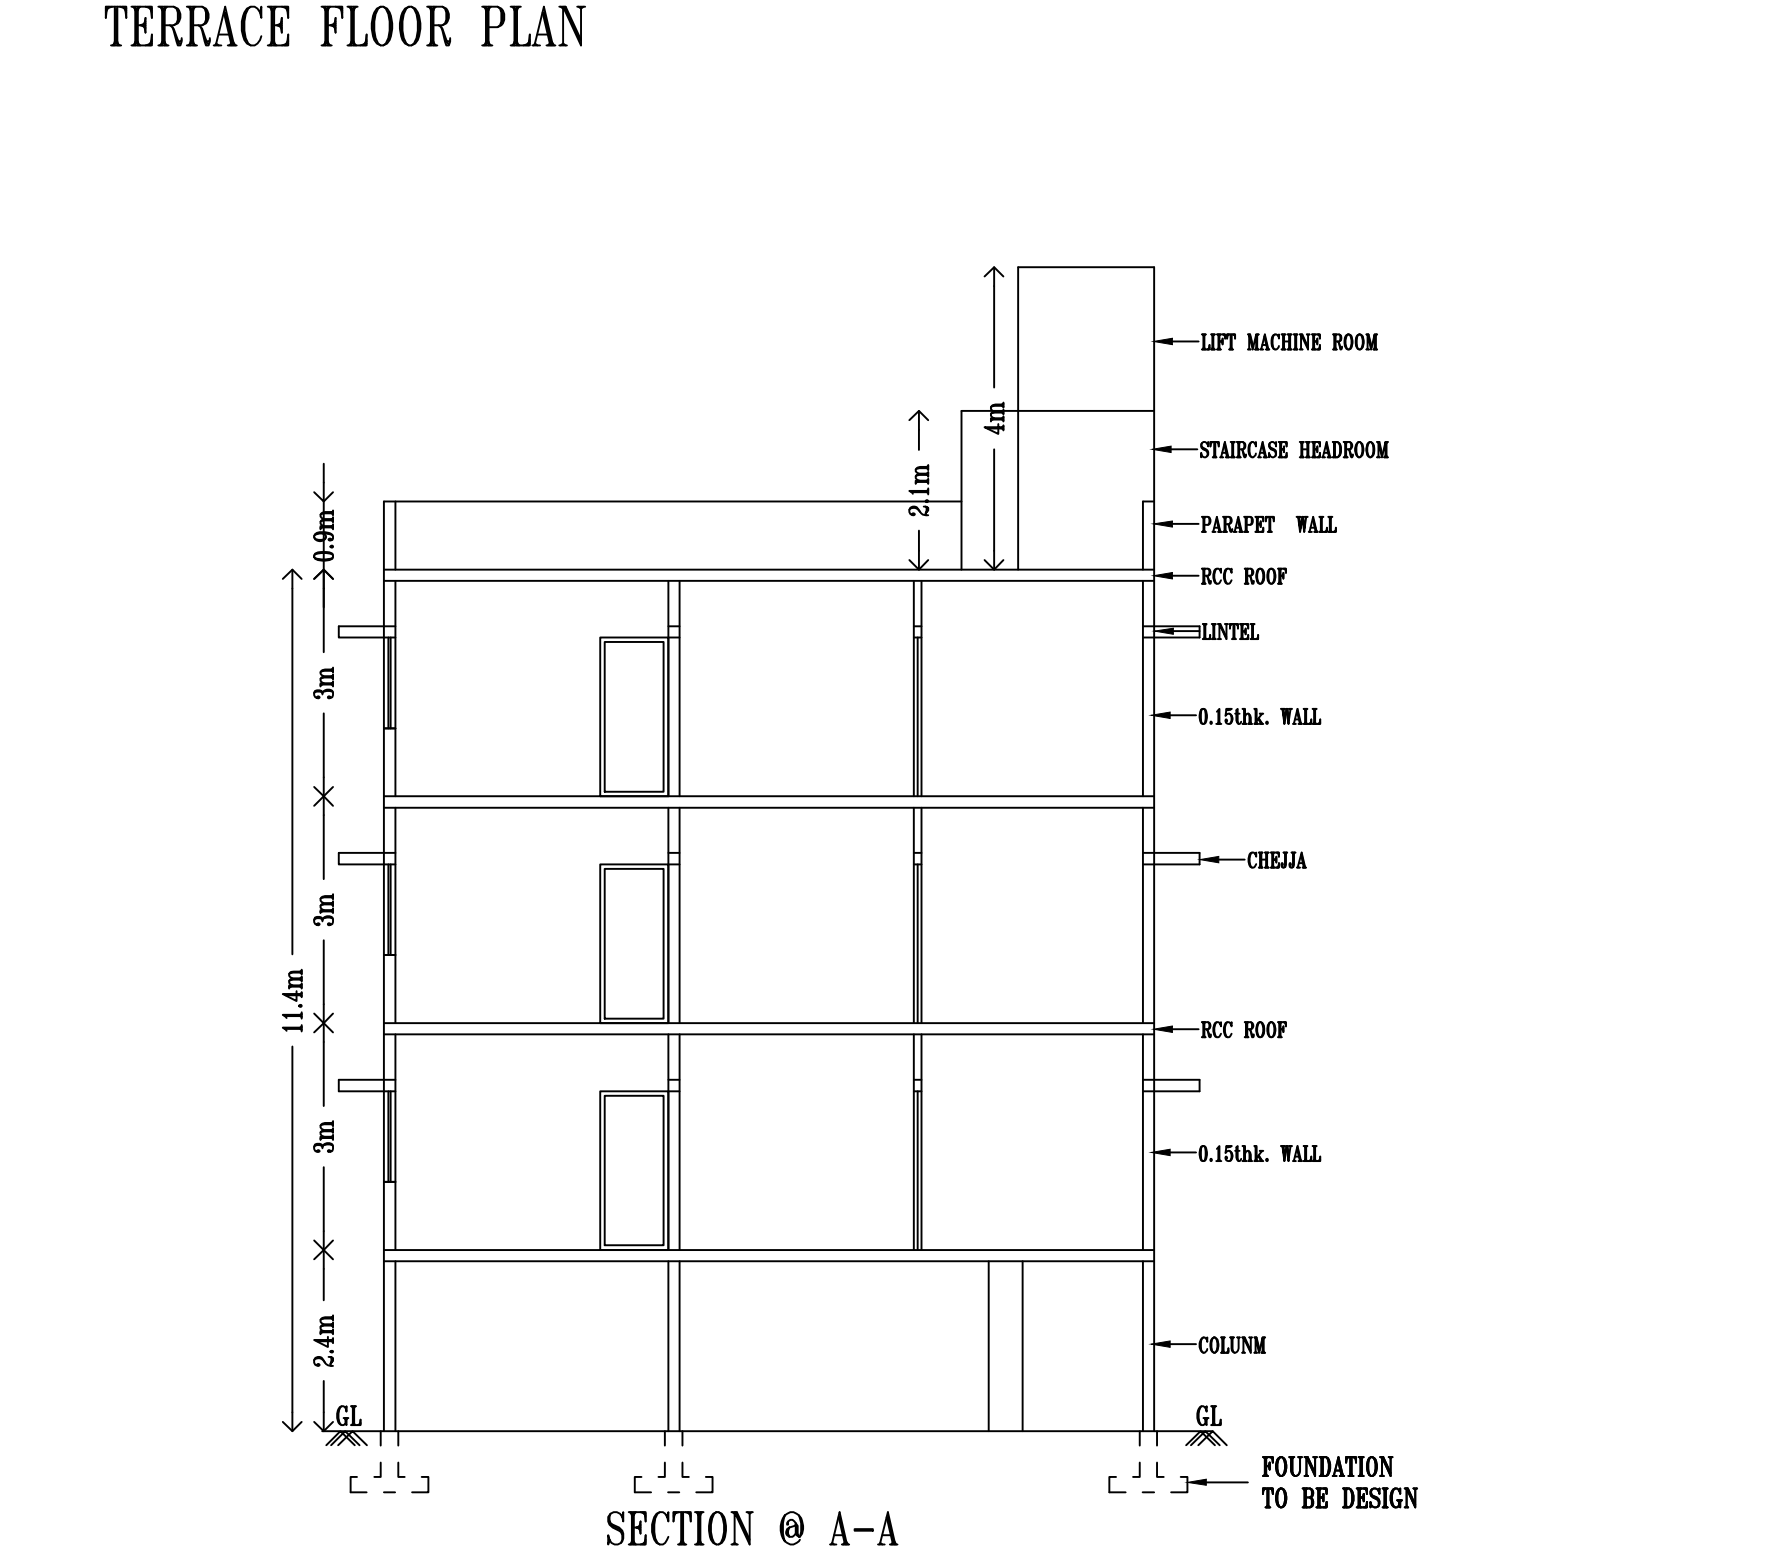 TERRACE FLOOR PLAN
LIFT MACHINE ROOM
4m
STAIRCASE HEADROOM
2.1m
0.9m
PARAPET WALL
RCC ROOF
LINTEL
3m
0.15thk. WALL
CHEJJA
3m
11.4m
RCC ROOF
3m
0.15thk. WALL
2.4m
COLUNM
GL
GL
FOUNDATION
TO BE DESIGN
SECTION @ A-A